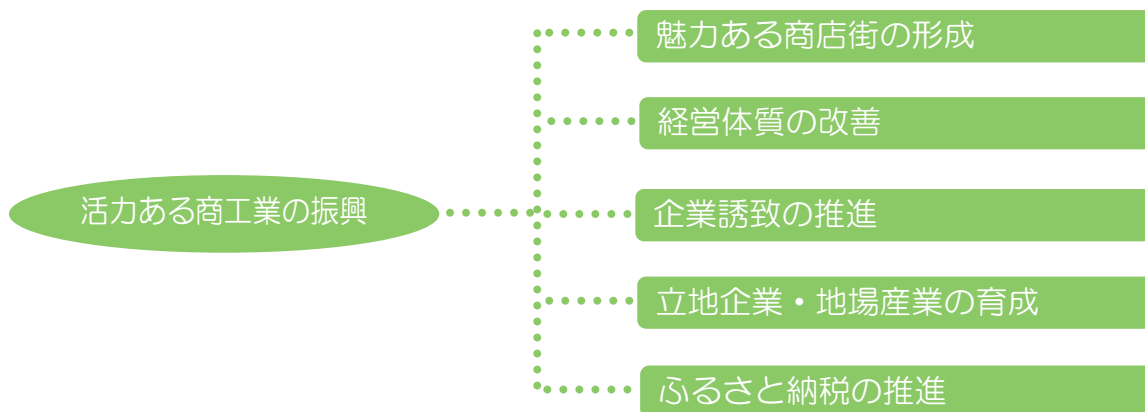 魅力ある商店街の形成
経営体質の改善
活力ある商工業の振興
企業誘致の推進
立地企業・地場産業の育成
ふるさと納税の推進